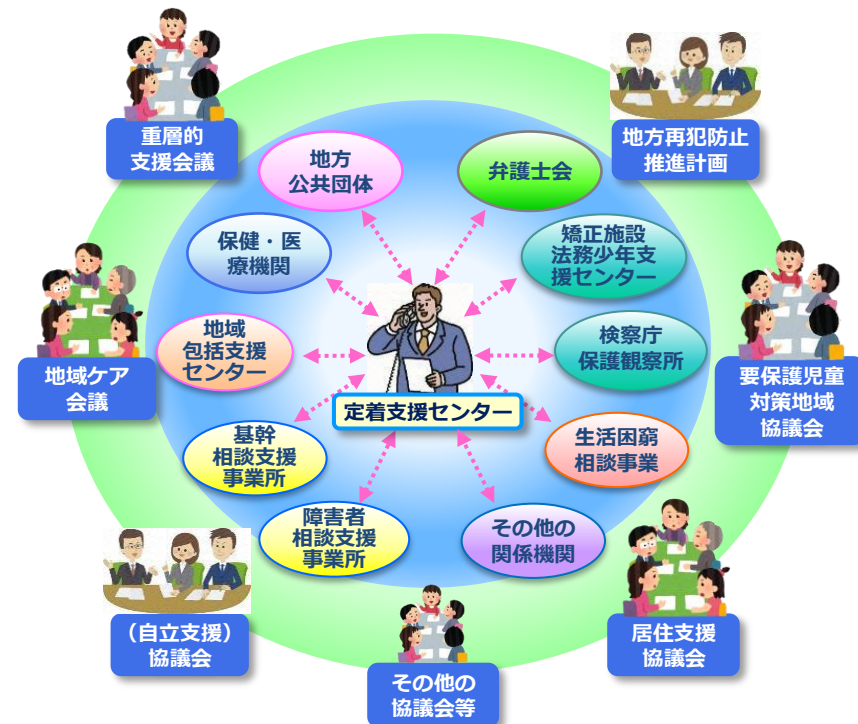 重層的
支援会議
地方再犯防止
推進計画
地方
公共団体
弁護士会
保健・医
療機関
矯正施設
法務少年支
援センター
地域
包括支援
センター
検察庁
保護観察所
地域ケア
会議
要保護児童
対策地域
協議会
定着支援センター
基幹
相談支援
事業所
生活困窮
相談事業
障害者
相談支援
事業所
その他の
関係機関
（自立支援）
協議会
居住支援
協議会
その他の
協議会等